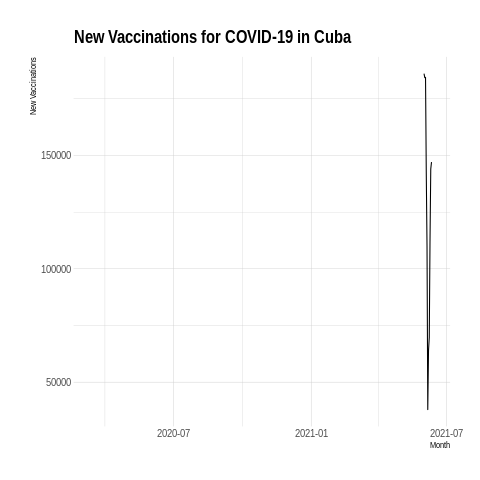 New Vaccinations for COVID-19 in Cuba
New Vaccinations
150000
100000
50000
2020-07
2021-01
2021-07
Month